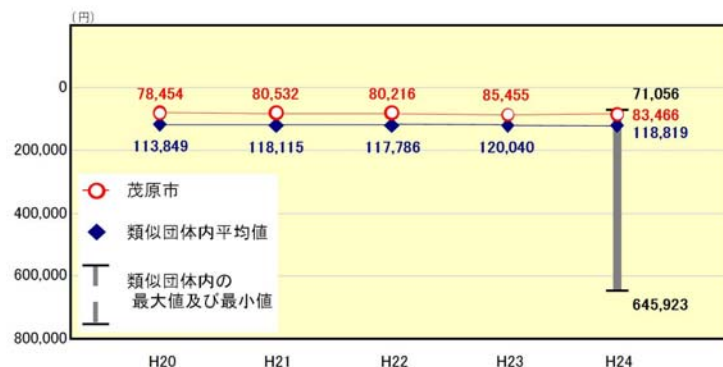 (円)
0
200,000
400,000
600,000
800,000
78,454
80,532
80,216
85,455
71,056
83,466
118,819
113,849
118,115
117,786
120,040
645,923
茂原市
類似団体内平均値
類似団体内の
最大値及び最小値
H20
H21
H22
H23
H24